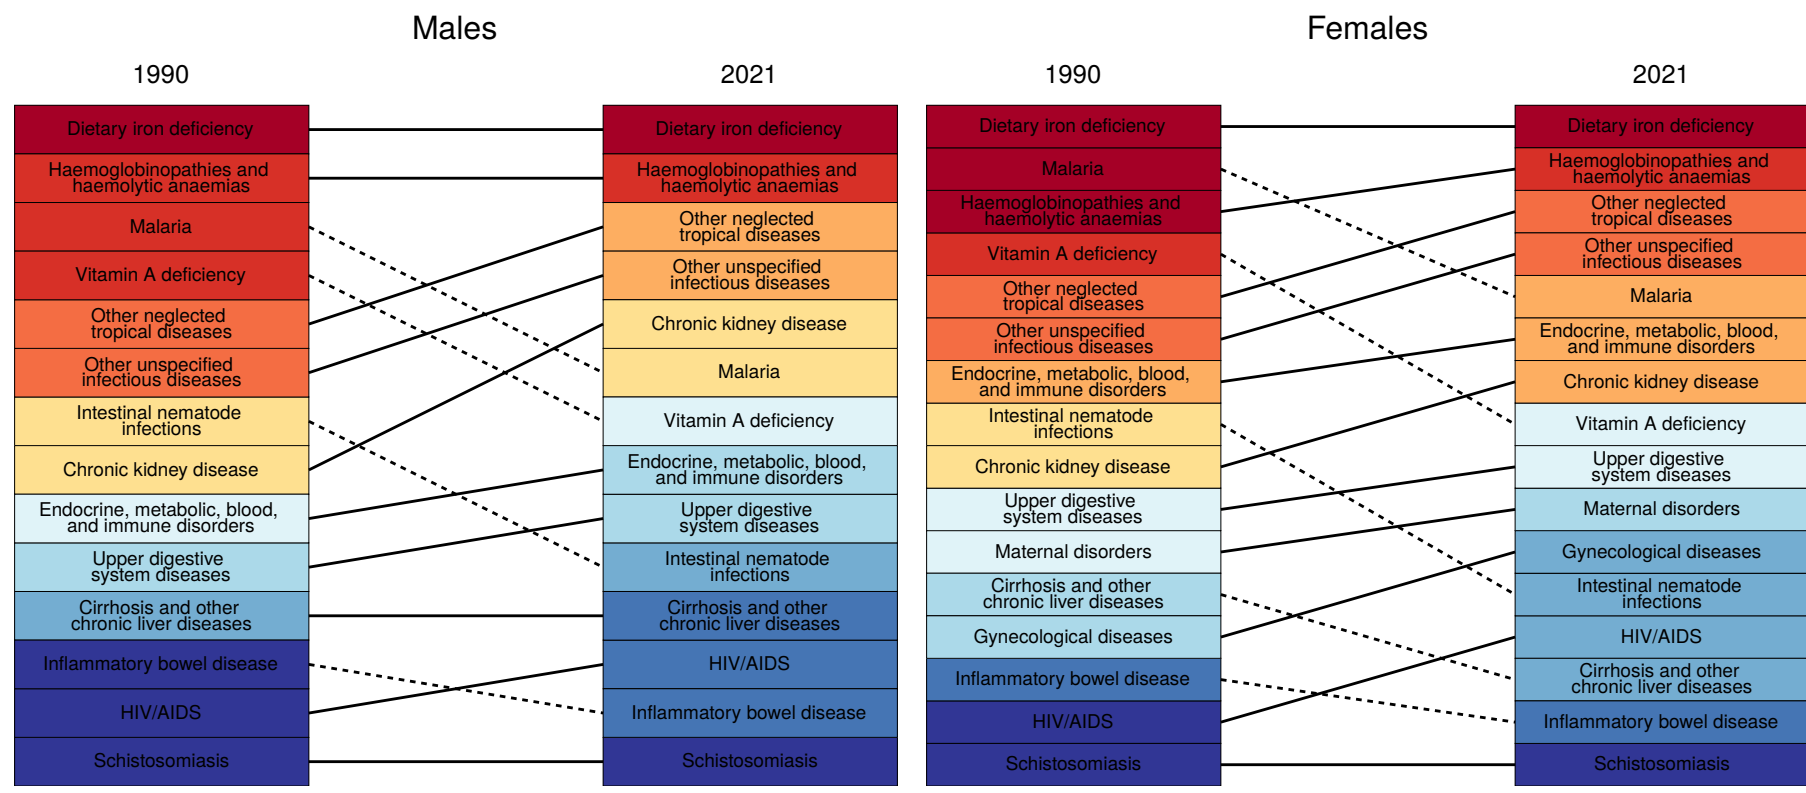 Males
1990
2021
Dietary iron deficiency
Haemoglobinopathies and
haemolytic anaemias
Malaria
Vitamin A deficiency
Other neglected
tropical diseases
Other unspecified
infectious diseases
Intestinal nematode
infections
Chronic kidney disease
Endocrine, metabolic, blood,
and immune disorders
Upper digestive
system diseases
Cirrhosis and other
chronic liver diseases
Inflammatory bowel disease
HIV/AIDS
Schistosomiasis
Dietary iron deficiency
Haemoglobinopathies and
haemolytic anaemias
Other neglected
tropical diseases
Other unspecified
infectious diseases
Chronic kidney disease
Malaria
Vitamin A deficiency
Endocrine, metabolic, blood,
and immune disorders
Upper digestive
system diseases
Intestinal nematode
infections
Cirrhosis and other
chronic liver diseases
HIV/AIDS
Inflammatory bowel disease
Schistosomiasis
Females
1990
2021
Dietary iron deficiency
Malaria
Haemoglobinopathies and
haemolytic anaemias
Vitamin A deficiency
Other neglected
tropical diseases
Other unspecified
infectious diseases
Endocrine, metabolic, blood,
and immune disorders
Intestinal nematode
infections
Chronic kidney disease
Upper digestive
system diseases
Maternal disorders
Cirrhosis and other
chronic liver diseases
Gynecological diseases
Inflammatory bowel disease
HIV/AIDS
Schistosomiasis
Dietary iron deficiency
Haemoglobinopathies and
haemolytic anaemias
Other neglected
tropical diseases
Other unspecified
infectious diseases
Malaria
Endocrine, metabolic, blood,
and immune disorders
Chronic kidney disease
Vitamin A deficiency
Upper digestive
system diseases
Maternal disorders
Gynecological diseases
Intestinal nematode
infections
HIV/AIDS
Cirrhosis and other
chronic liver diseases
Inflammatory bowel disease
Schistosomiasis